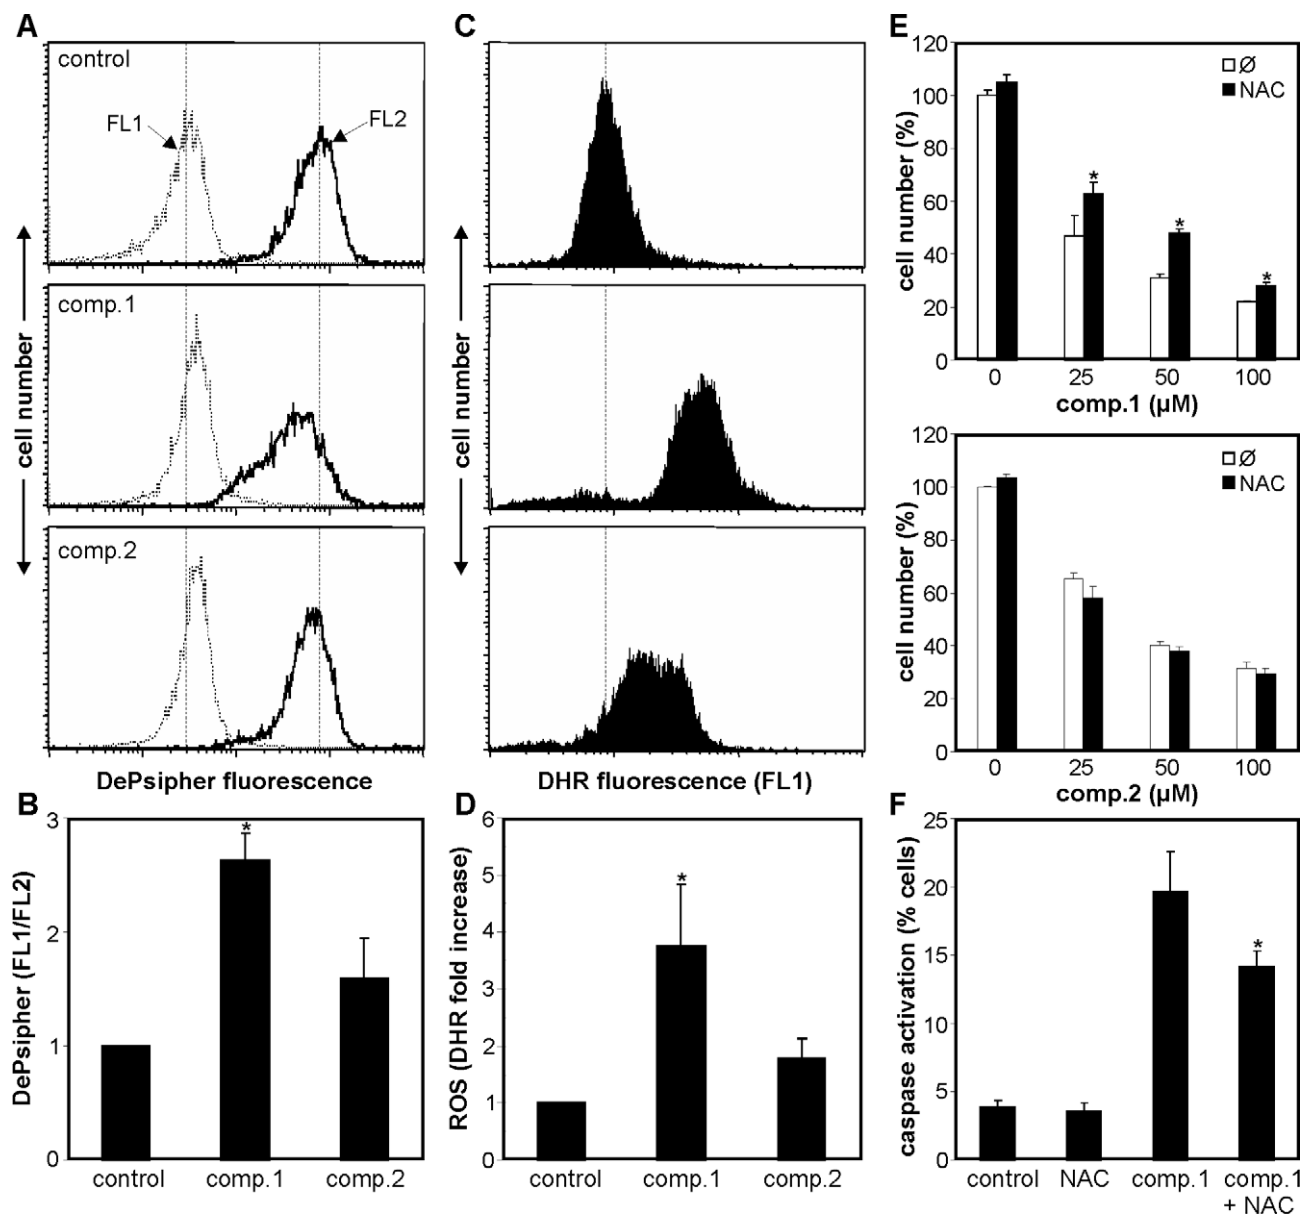 A
control
FL1
FL2
comp.1
comp.2
cell number
DePsipher fluorescence
B
3
2
1
0
DePsipher (FL1/FL2)
*
control
comp.1
comp.2
C
cell number
DHR fluorescence (FL1)
D
6
5
4
3
2
1
0
ROS (DHR fold increase)
*
control
comp.1
comp.2
E
120
100
80
60
40
20
0
cell number (%)
Ø
NAC
*
*
*
0 25 50 100
comp.1 (µM)
120
100
80
60
40
20
0
cell number (%)
Ø
NAC
0 25 50 100
comp.2 (µM)
F
25
20
15
10
5
0
caspase activation (% cells)
*
control
NAC
comp.1
comp.1
+ NAC